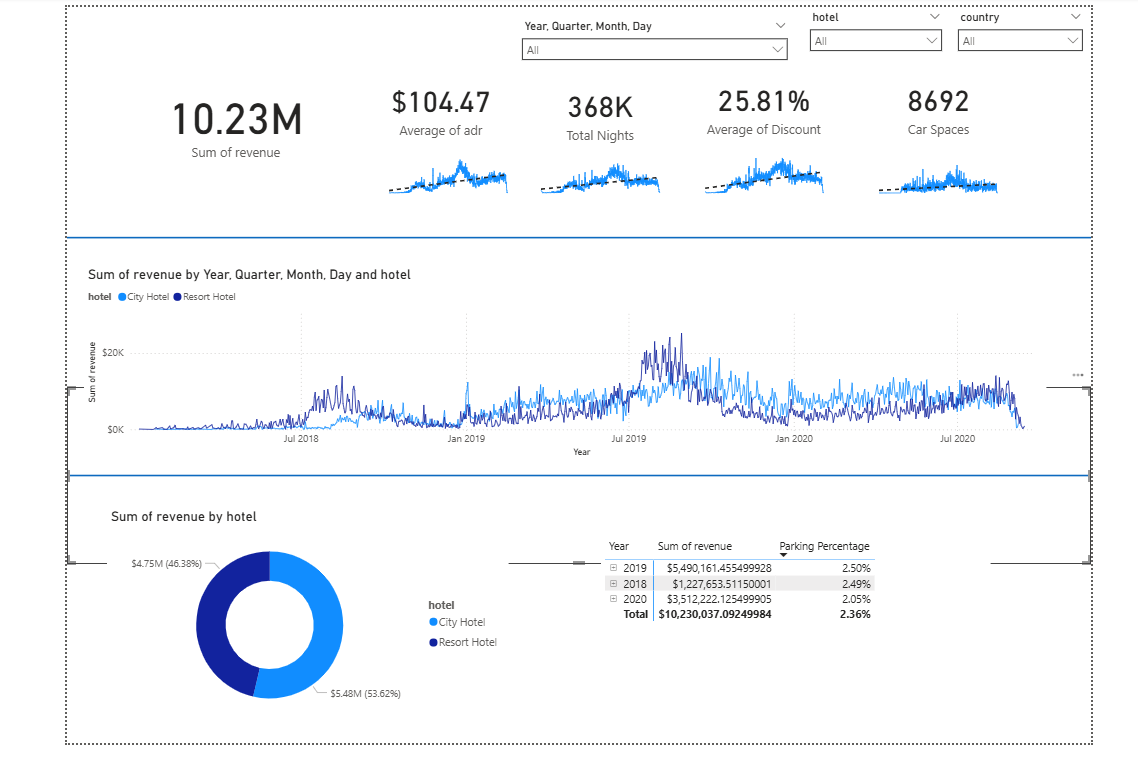 Year, Quarter, Month, Day
All
hotel
All
country
All
10.23M
Sum of revenue
$104.47
Average of adr
368K
Total Nights
25.81%
Average of Discount
8692
Car Spaces
Sum of revenue by Year, Quarter, Month, Day and hotel
hotel City Hotel Resort Hotel
Sum of revenue
$20K
$0K
Jul 2018 Jan 2019 Jul 2019 Jan 2020 Jul 2020
Year
Sum of revenue by hotel
$4.75M (46.38%)
$5.48M (53.62%)
hotel
City Hotel
Resort Hotel
Year Sum of revenue Parking Percentage
2019 $5,490,161.455499928 2.50%
2018 $1,227,653.51150001 2.49%
2020 $3,512,222.125499905 2.05%
Total $10,230,037.09249984 2.36%